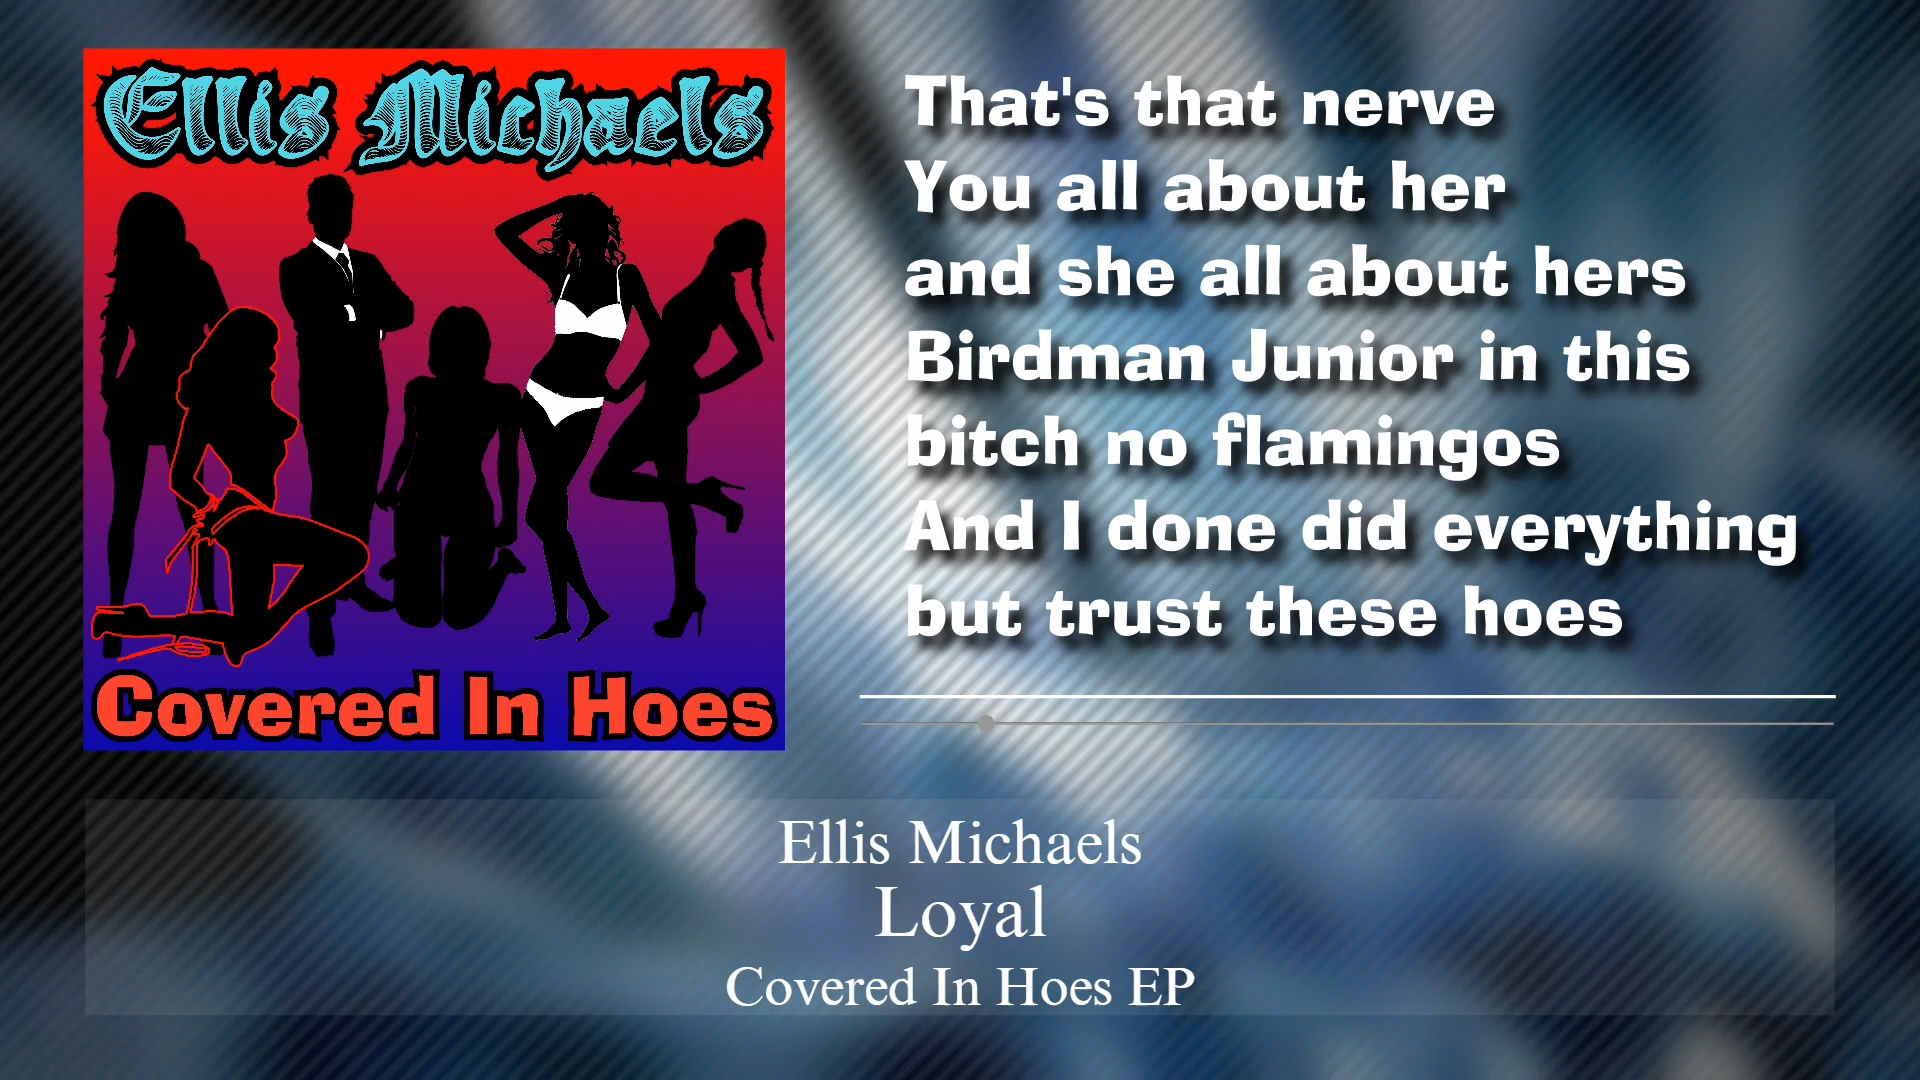 Ellis Michaels
Covered In Hoes
That's that nerve
You all about her
and she all about hers
Birdman Junior in this
bitch no flamingos
And I done did everything
but trust these hoes
Ellis Michaels
Loyal
Covered In Hoes EP